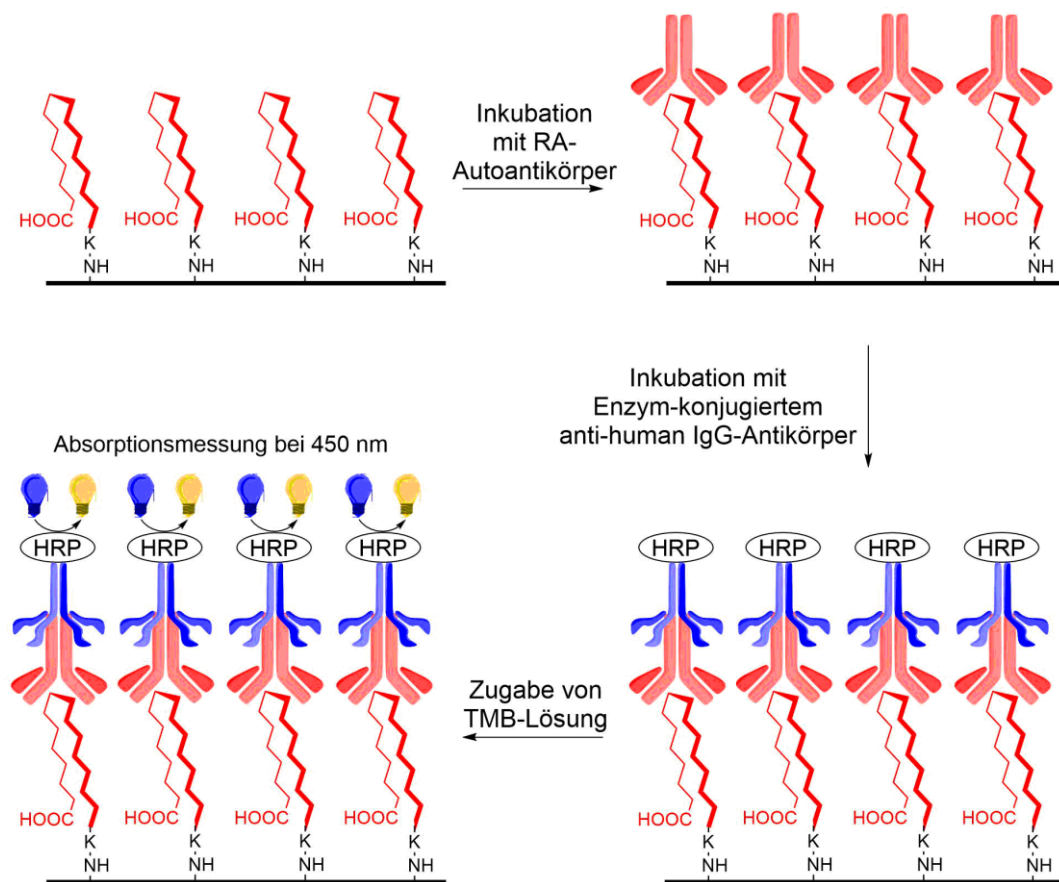 Inkubation
mit RA-
Autoantikörper
HOOC
HOOC
HOOC
HOOC
K
K
K
K
NH
NH
NH
NH
HOOC
HOOC
HOOC
HOOC
K
K
K
K
NH
NH
NH
NH
Inkubation mit
Enzym-konjugiertem
anti-human IgG-Antikörper
HRP
HRP
HRP
HRP
HOOC
HOOC
HOOC
HOOC
K
K
K
K
NH
NH
NH
NH
Zugabe von
TMB-Lösung
Absorptionsmessung bei 450 nm
HRP
HRP
HRP
HRP
HOOC
HOOC
HOOC
HOOC
K
K
K
K
NH
NH
NH
NH